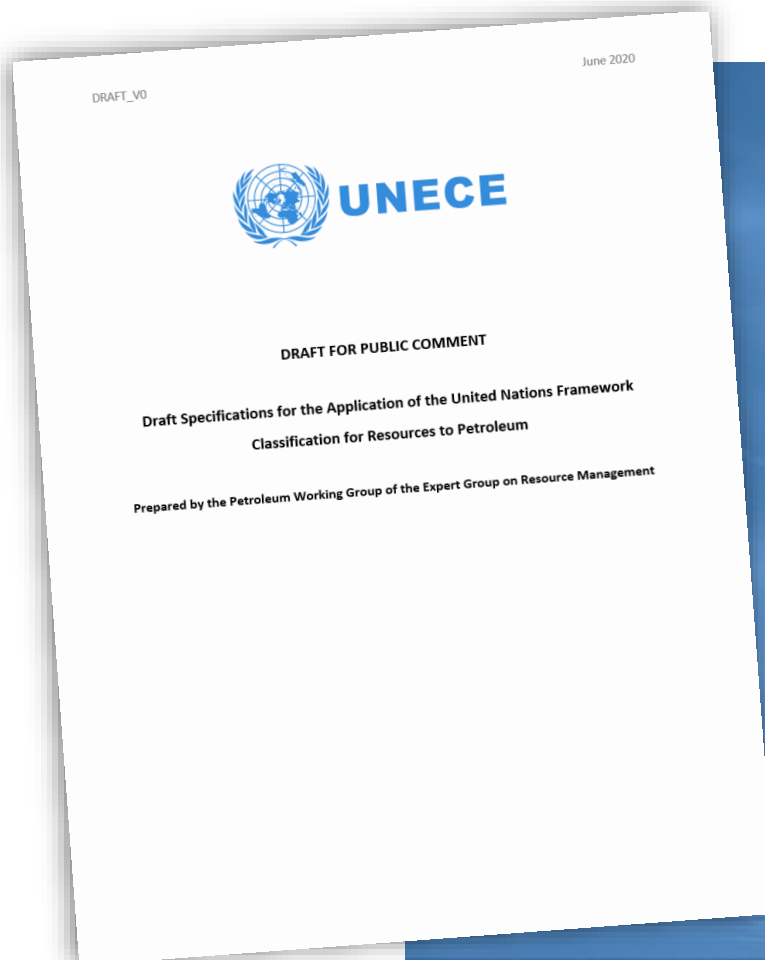 DRAFT_V0
June 2020
UNECE
DRAFT FOR PUBLIC COMMENT
Draft Specifications for the Application of the United Nations Framework
Classification for Resources to Petroleum
Prepared by the Petroleum Working Group of the Expert Group on Resource Management